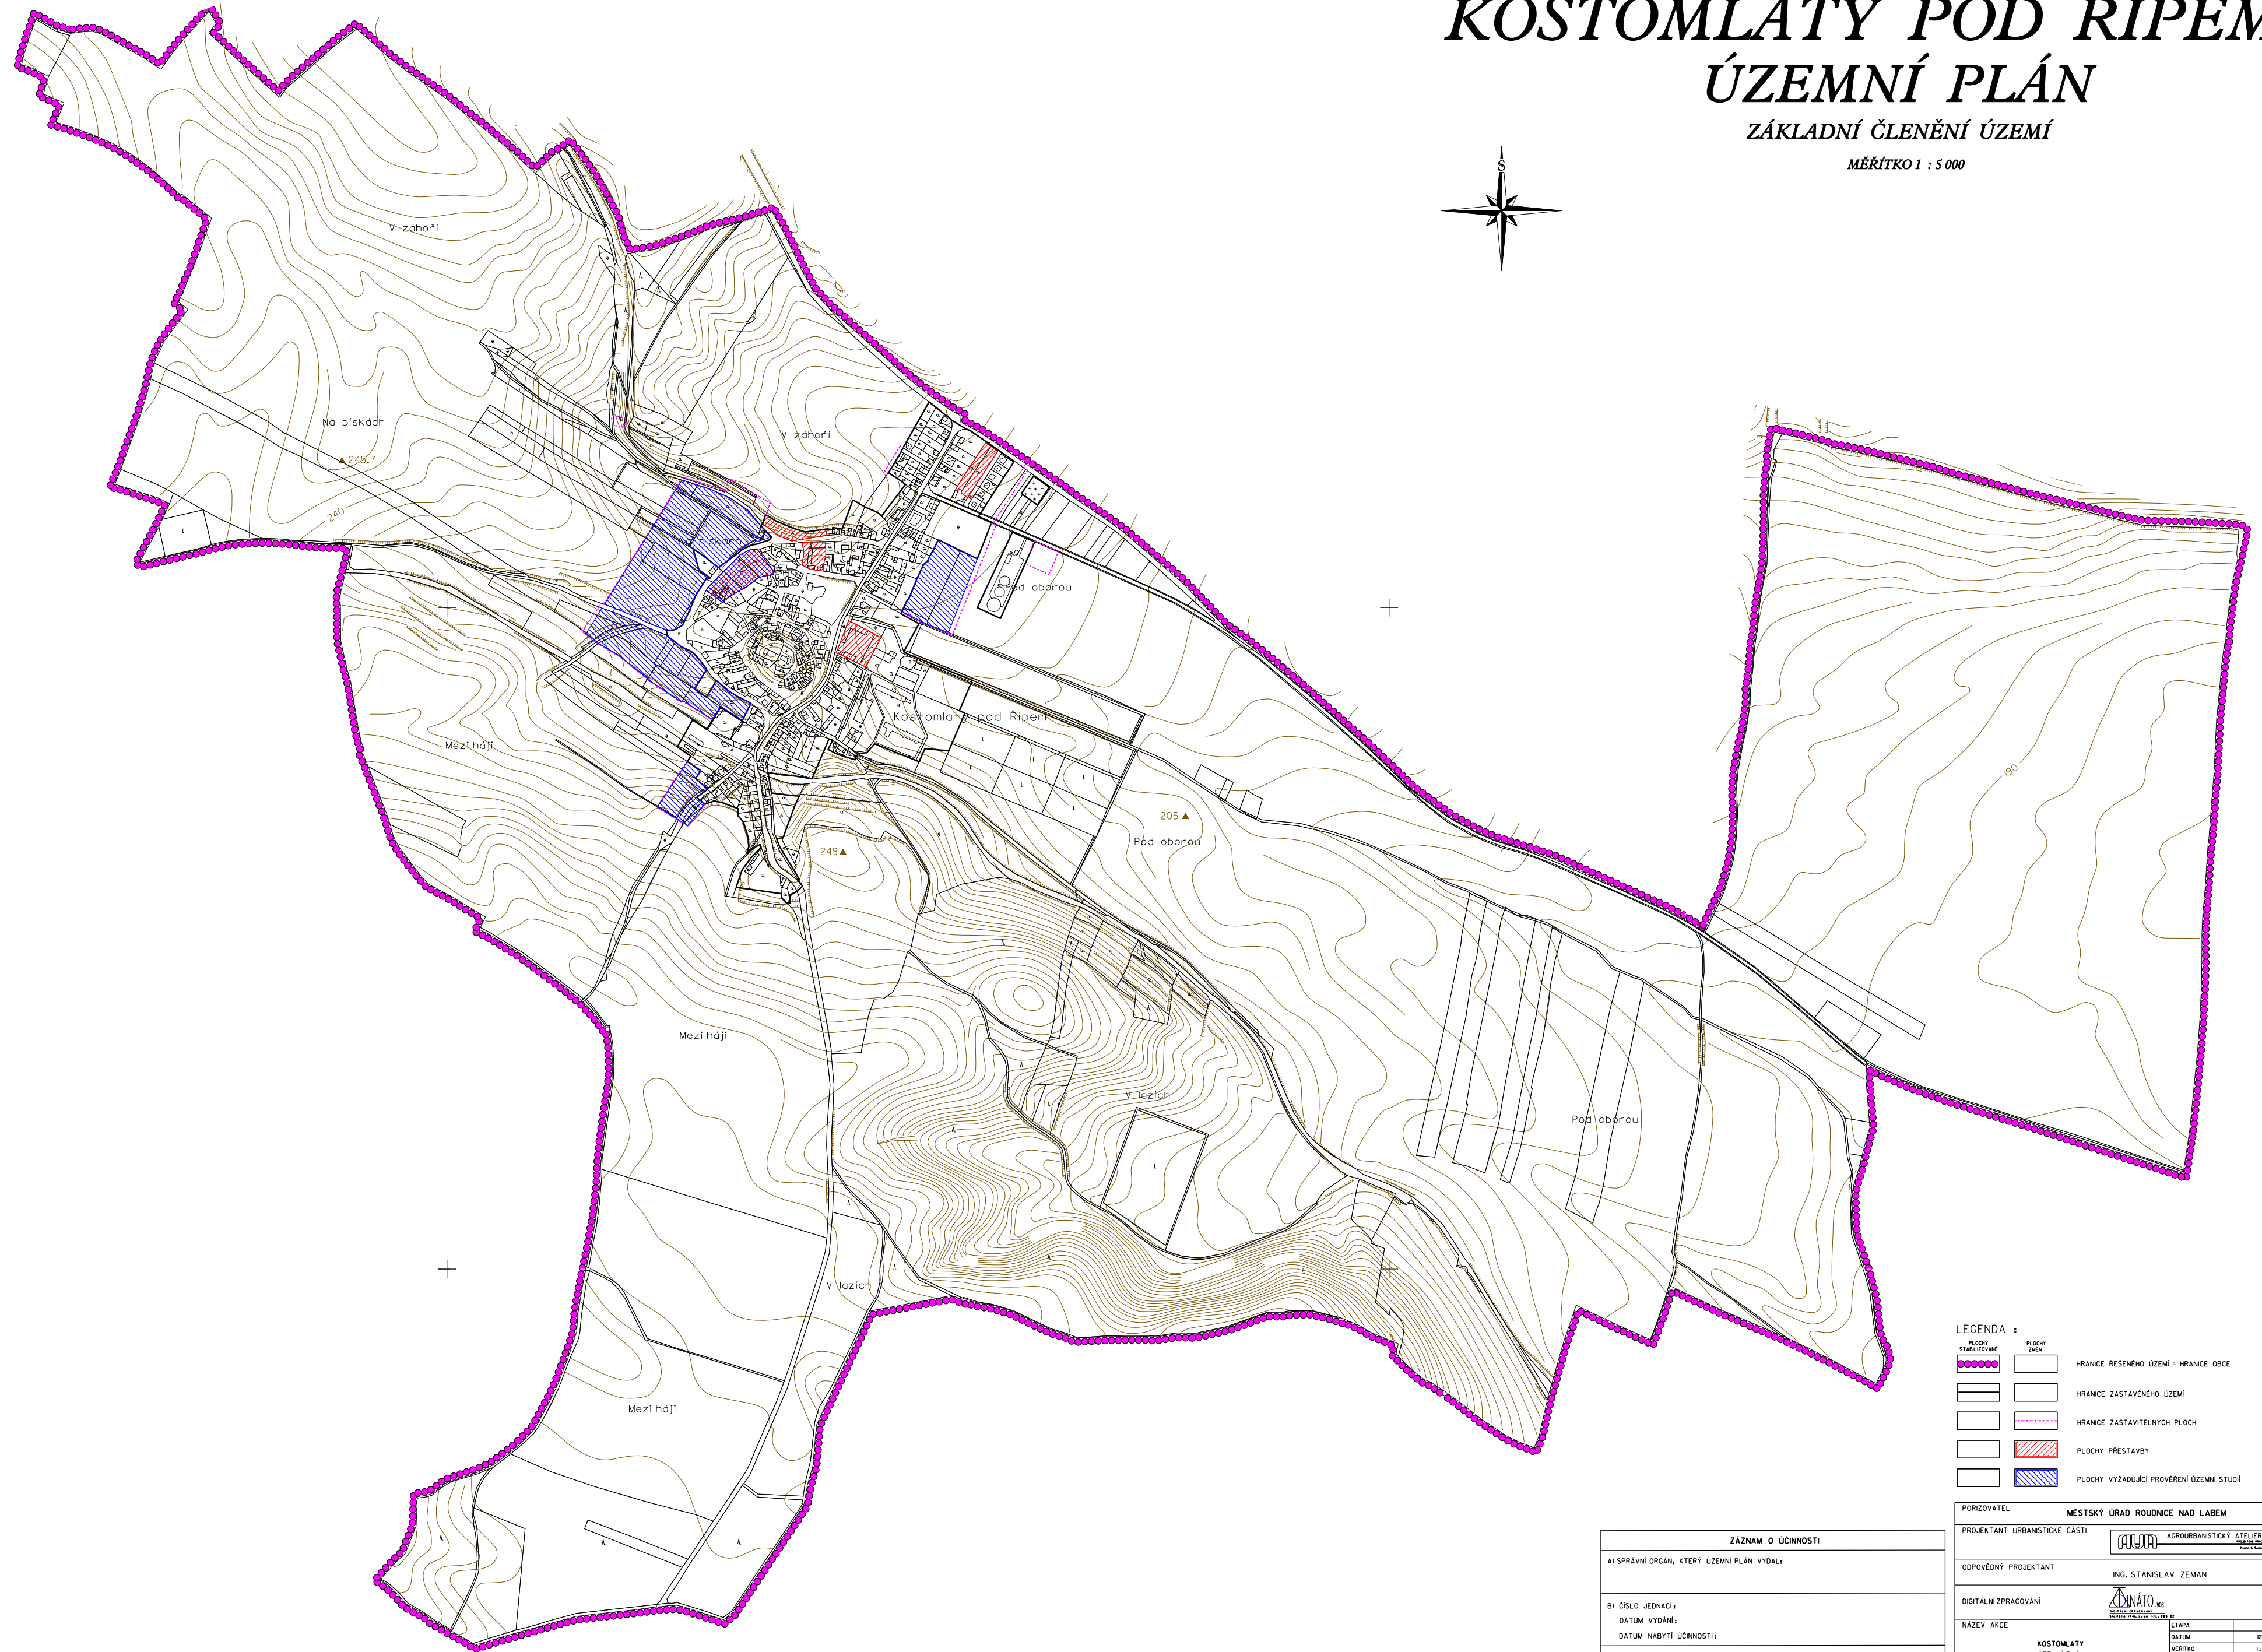 KOSTOMLATY POD ŘÍPEM
ÚZEMNÍ PLÁN
ZÁKLADNÍ ČLENĚNÍ ÚZEMÍ
MĚŘÍTKO 1 : 5 000
S
V záhoří
Na pískách
245.7
240
V záhoří
Na pískách
Pod oborou
Kostomlaty pod Řípem
Mezi háji
205
Pod oborou
249
190
Mezi háji
V lazích
Pod oborou
V lazích
Mezi háji
LEGENDA :
PLOCHY STABILIZOVANÉ
PLOCHY ZMĚN
HRANICE ŘEŠENÉHO ÚZEMÍ = HRANICE OBCE
HRANICE ZASTAVĚNÉHO ÚZEMÍ
HRANICE ZASTAVITELNÝCH PLOCH
PLOCHY PŘESTAVBY
PLOCHY VYŽADUJÍCÍ PROVĚŘENÍ ÚZEMNÍ STUDIÍ
ZÁZNAM O ÚČINNOSTI
A) SPRÁVNÍ ORGÁN, KTERÝ ÚZEMNÍ PLÁN VYDAL:
B) ČÍSLO JEDNACÍ:
DATUM VYDÁNÍ:
DATUM NABYTÍ ÚČINNOSTI:
POŘIZOVATEL
MĚSTSKÝ ÚŘAD ROUDNICE NAD LABEM
PROJEKTANT URBANISTICKÉ ČÁSTI
AUA
AGROURBANISTICKÝ ATELIÉR
ODPOVĚDNÝ PROJEKTANT
ING. STANISLAV ZEMAN
DIGITÁLNÍ ZPRACOVÁNÍ
NÁZEV AKCE
KOSTOMLATY
ETAPA
DATUM
MĚŘÍTKO